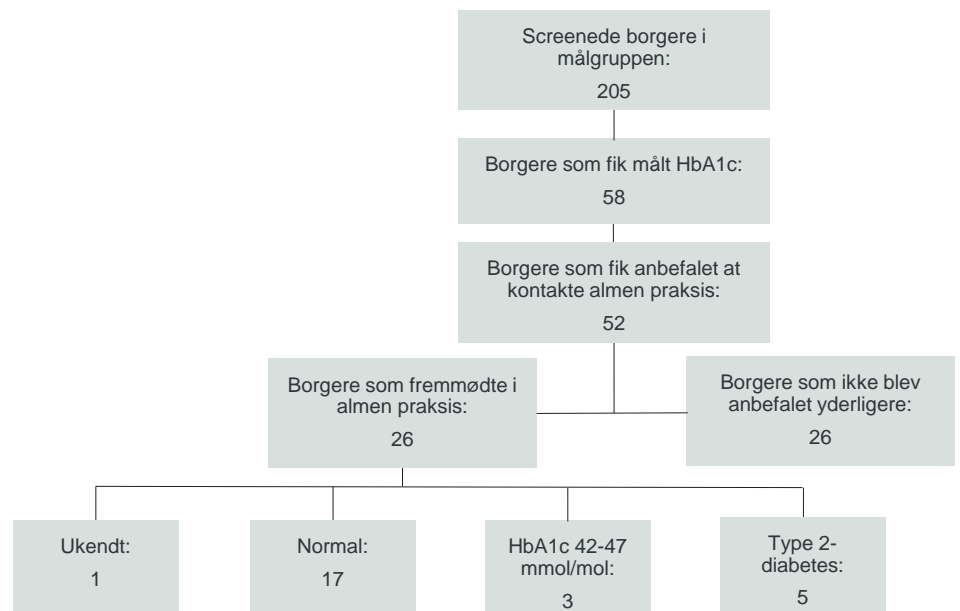 Screenede borgere i
målgruppen:
205
Borgere som fik målt HbA1c:
58
Borgere som fik anbefalet at
kontakte almen praksis:
52
Borgere som fremmødte i
almen praksis:
26
Borgere som ikke blev
anbefalet yderligere:
26
Ukendt:
1
Normal:
17
HbA1c 42-47
mmol/mol:
3
Type 2-
diabetes:
5